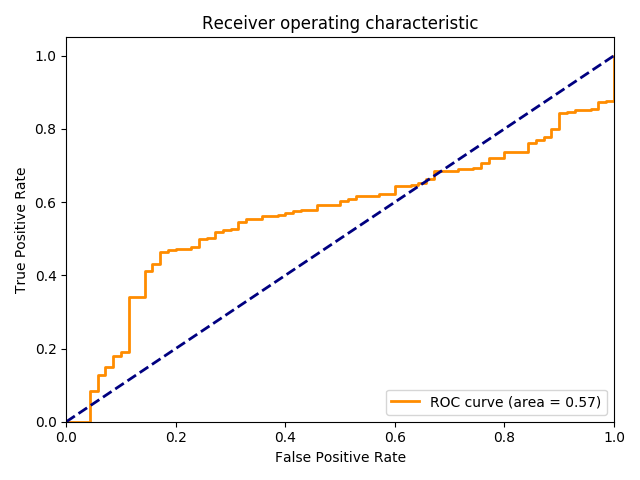 Receiver operating characteristic
True Positive Rate
1.0
0.8
0.6
0.4
0.2
0.0
ROC curve (area = 0.57)
0.0 0.2 0.4 0.6 0.8 1.0
False Positive Rate